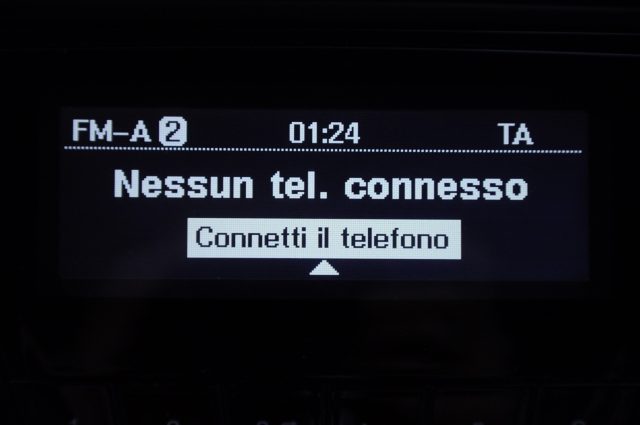 FM-A 2 01:24 TA
Nessun tel. connesso
Connetti il telefono